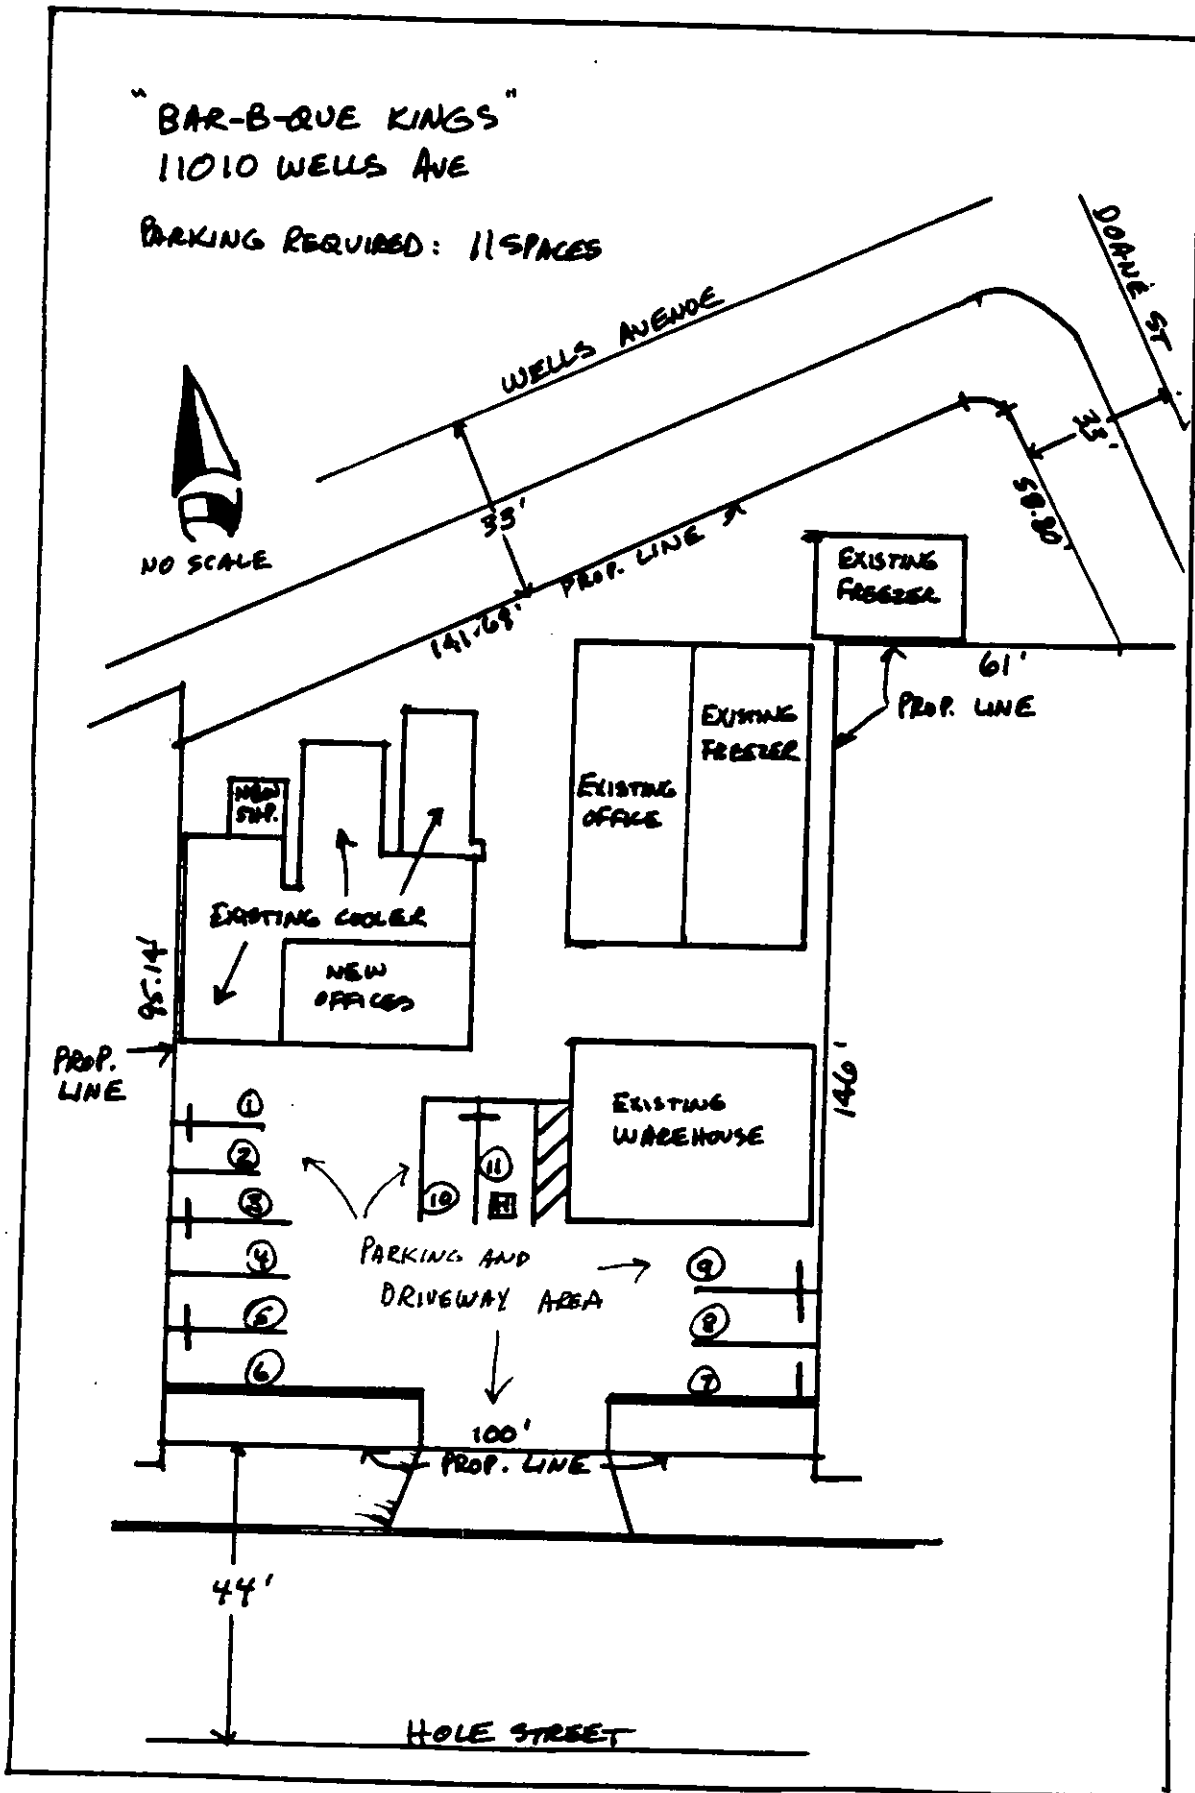 "BAR-B-QUE KINGS"
11010 WELLS AVE
PARKING REQUIRED: 11 SPACES
DOANE ST
WELLS AVENUE
33'
33'
58.80'
NO SCALE
PROP. LINE
141.68'
EXISTING
FREEZER
61'
PROP. LINE
EXISTING
FREEZER
EXISTING
OFFICE
NEW
EXISTING COOLER
NEW
OFFICES
95.14'
PROP.
LINE
146'
EXISTING
WAREHOUSE
1
2
3
4
5
6
10
11
H
PARKING AND
DRIVEWAY AREA
9
8
7
100'
PROP. LINE
44'
HOLE STREET